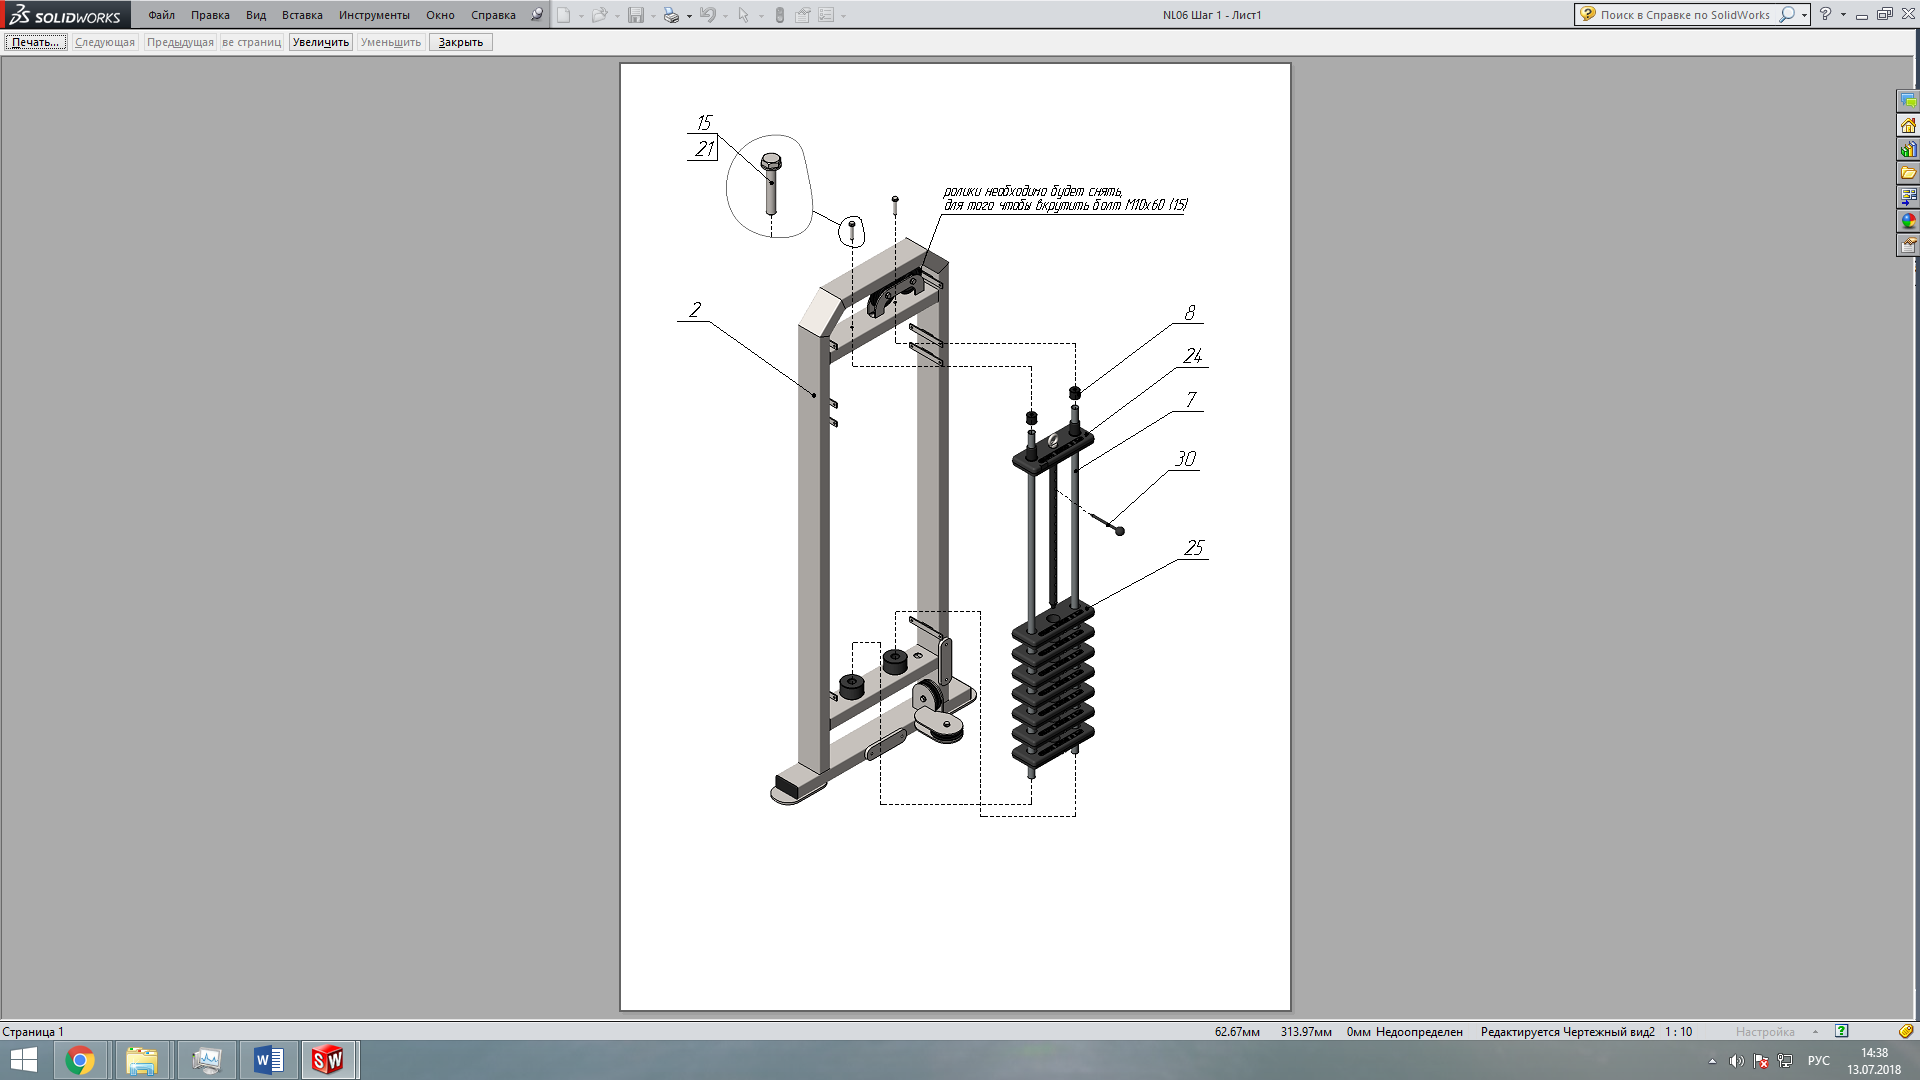 SOLIDWORKS
Файл Правка Вид Вставка Инструменты Окно Справка
NL06 Шаг 1 - Лист1
Поиск в Справке по SolidWorks
Печать... Следующая Предыдущая ве страниц Увеличить Уменьшить Закрыть
15
21
ролики необходимо будет снять,
для того чтобы вкрутить болт М10х60 (15)
2
8
24
7
30
25
Страница 1
62.67мм 313.97мм 0мм Недоопределен Редактируется Чертежный вид2 1 : 10 Настройка
РУС
14:38
13.07.2018